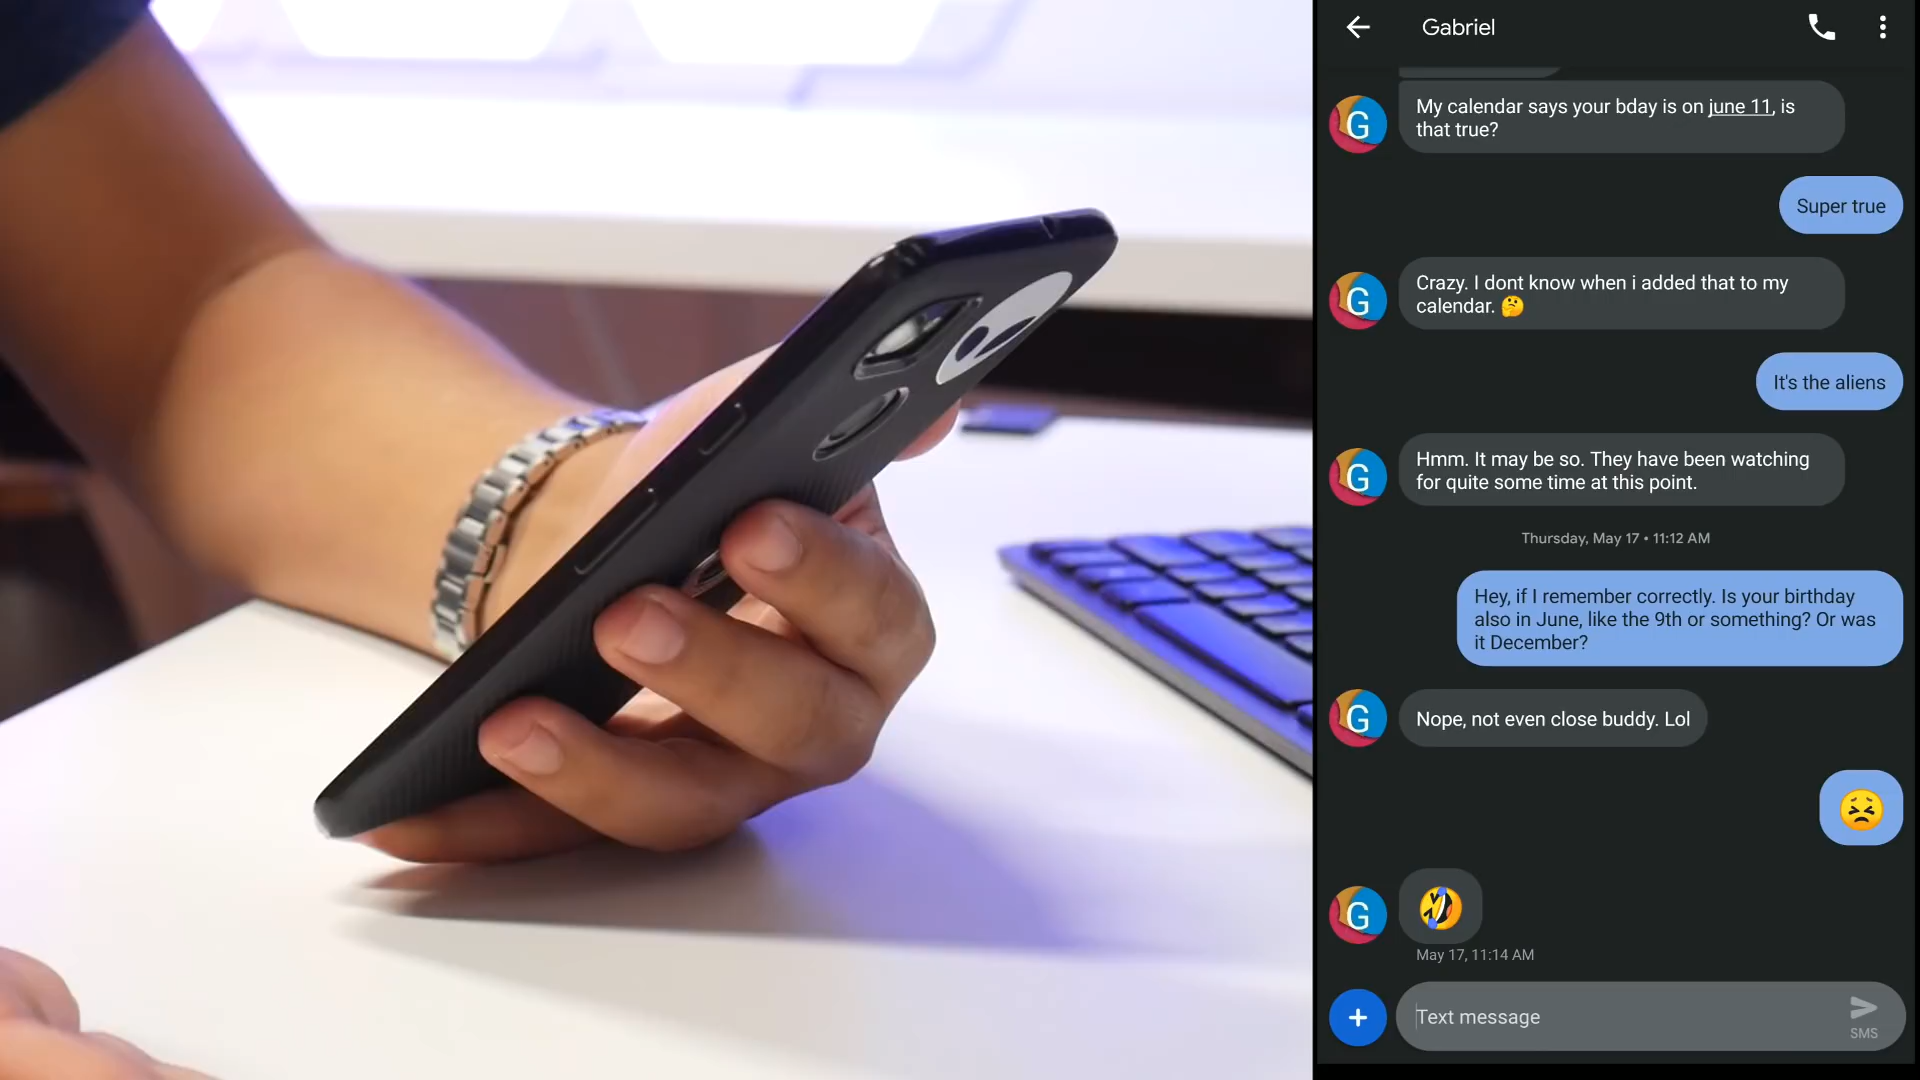 Gabriel
My calendar says your bday is on june 11, is
that true?
Super true
Crazy. I dont know when i added that to my
calendar. 🤔
It's the aliens
Hmm. It may be so. They have been watching
for quite some time at this point.
Thursday, May 17 • 11:12 AM
Hey, if I remember correctly. Is your birthday
also in June, like the 9th or something? Or was
it December?
Nope, not even close buddy. Lol
😣
🤣
May 17, 11:14 AM
Text message
SMS
G
G
G
G
G